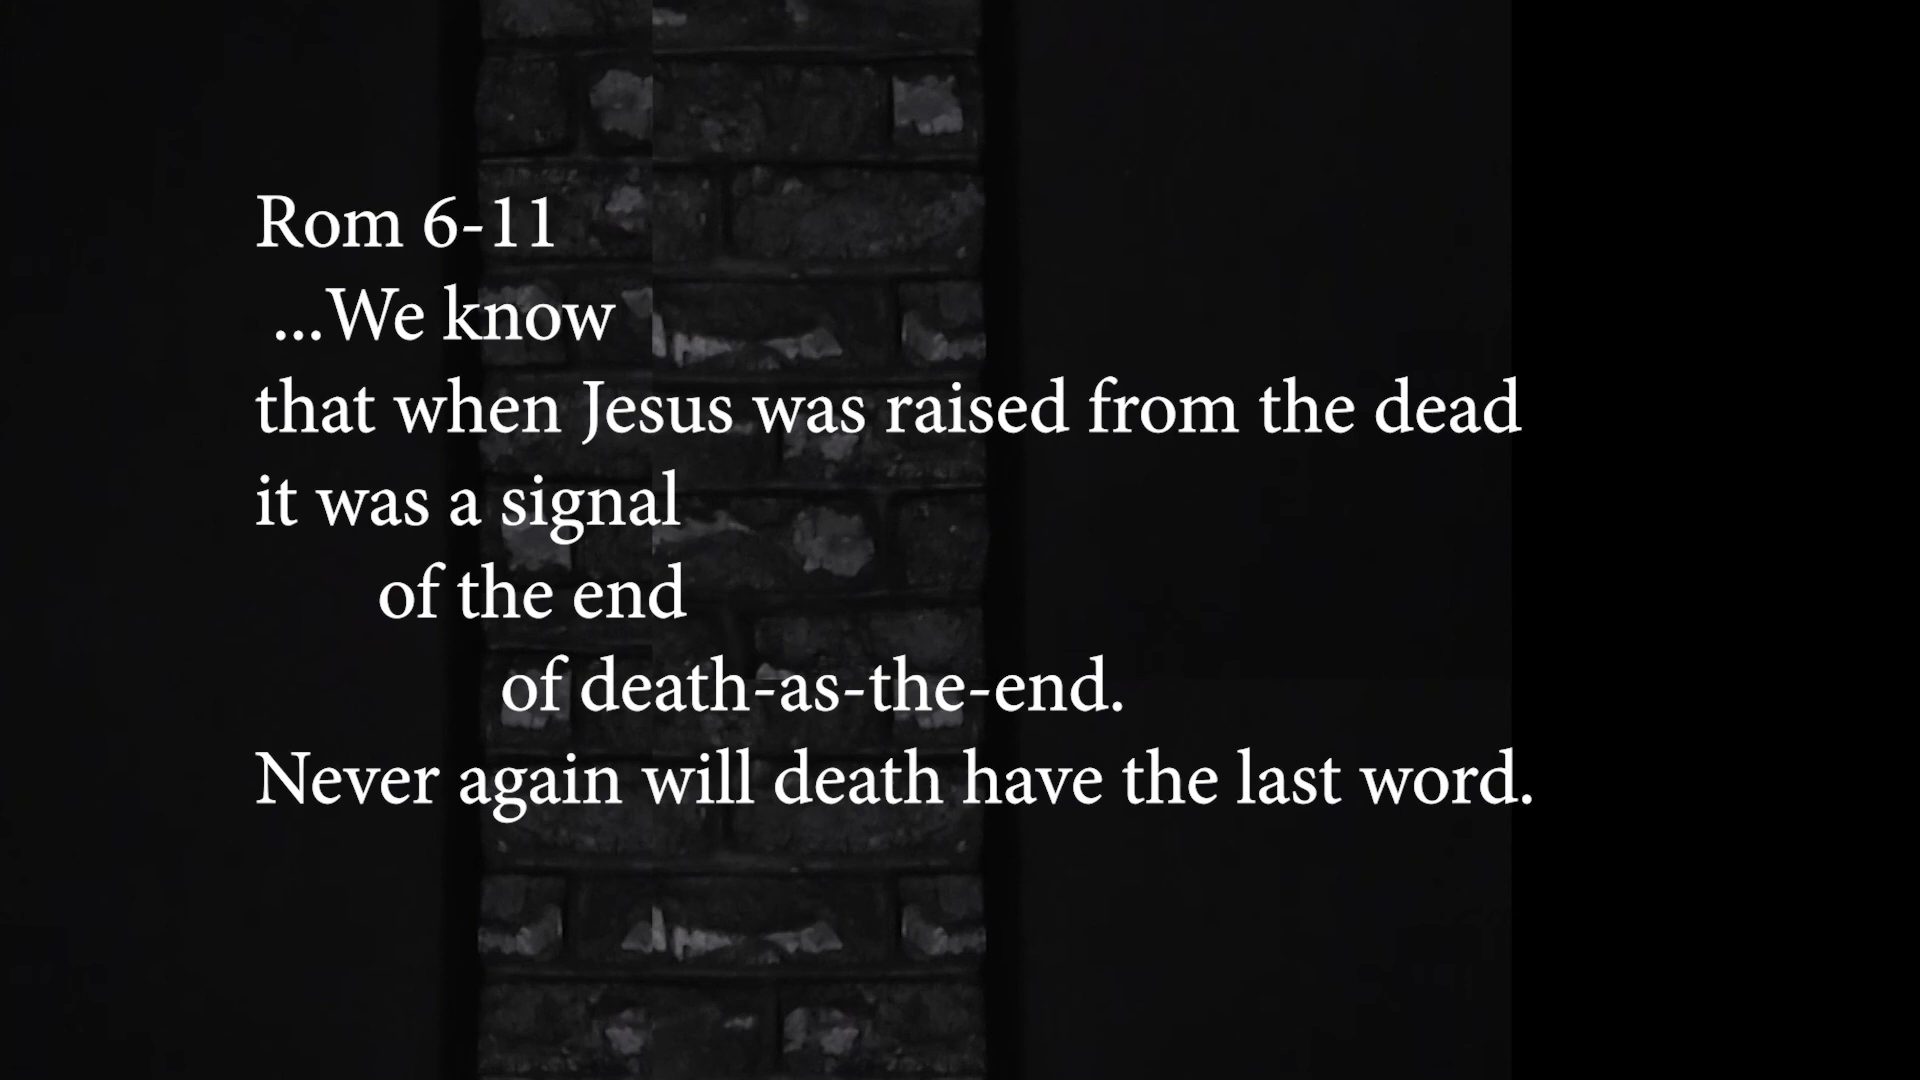 Rom 6-11
...We know
that when Jesus was raised from the dead
it was a signal
of the end
of death-as-the-end.
Never again will death have the last word.